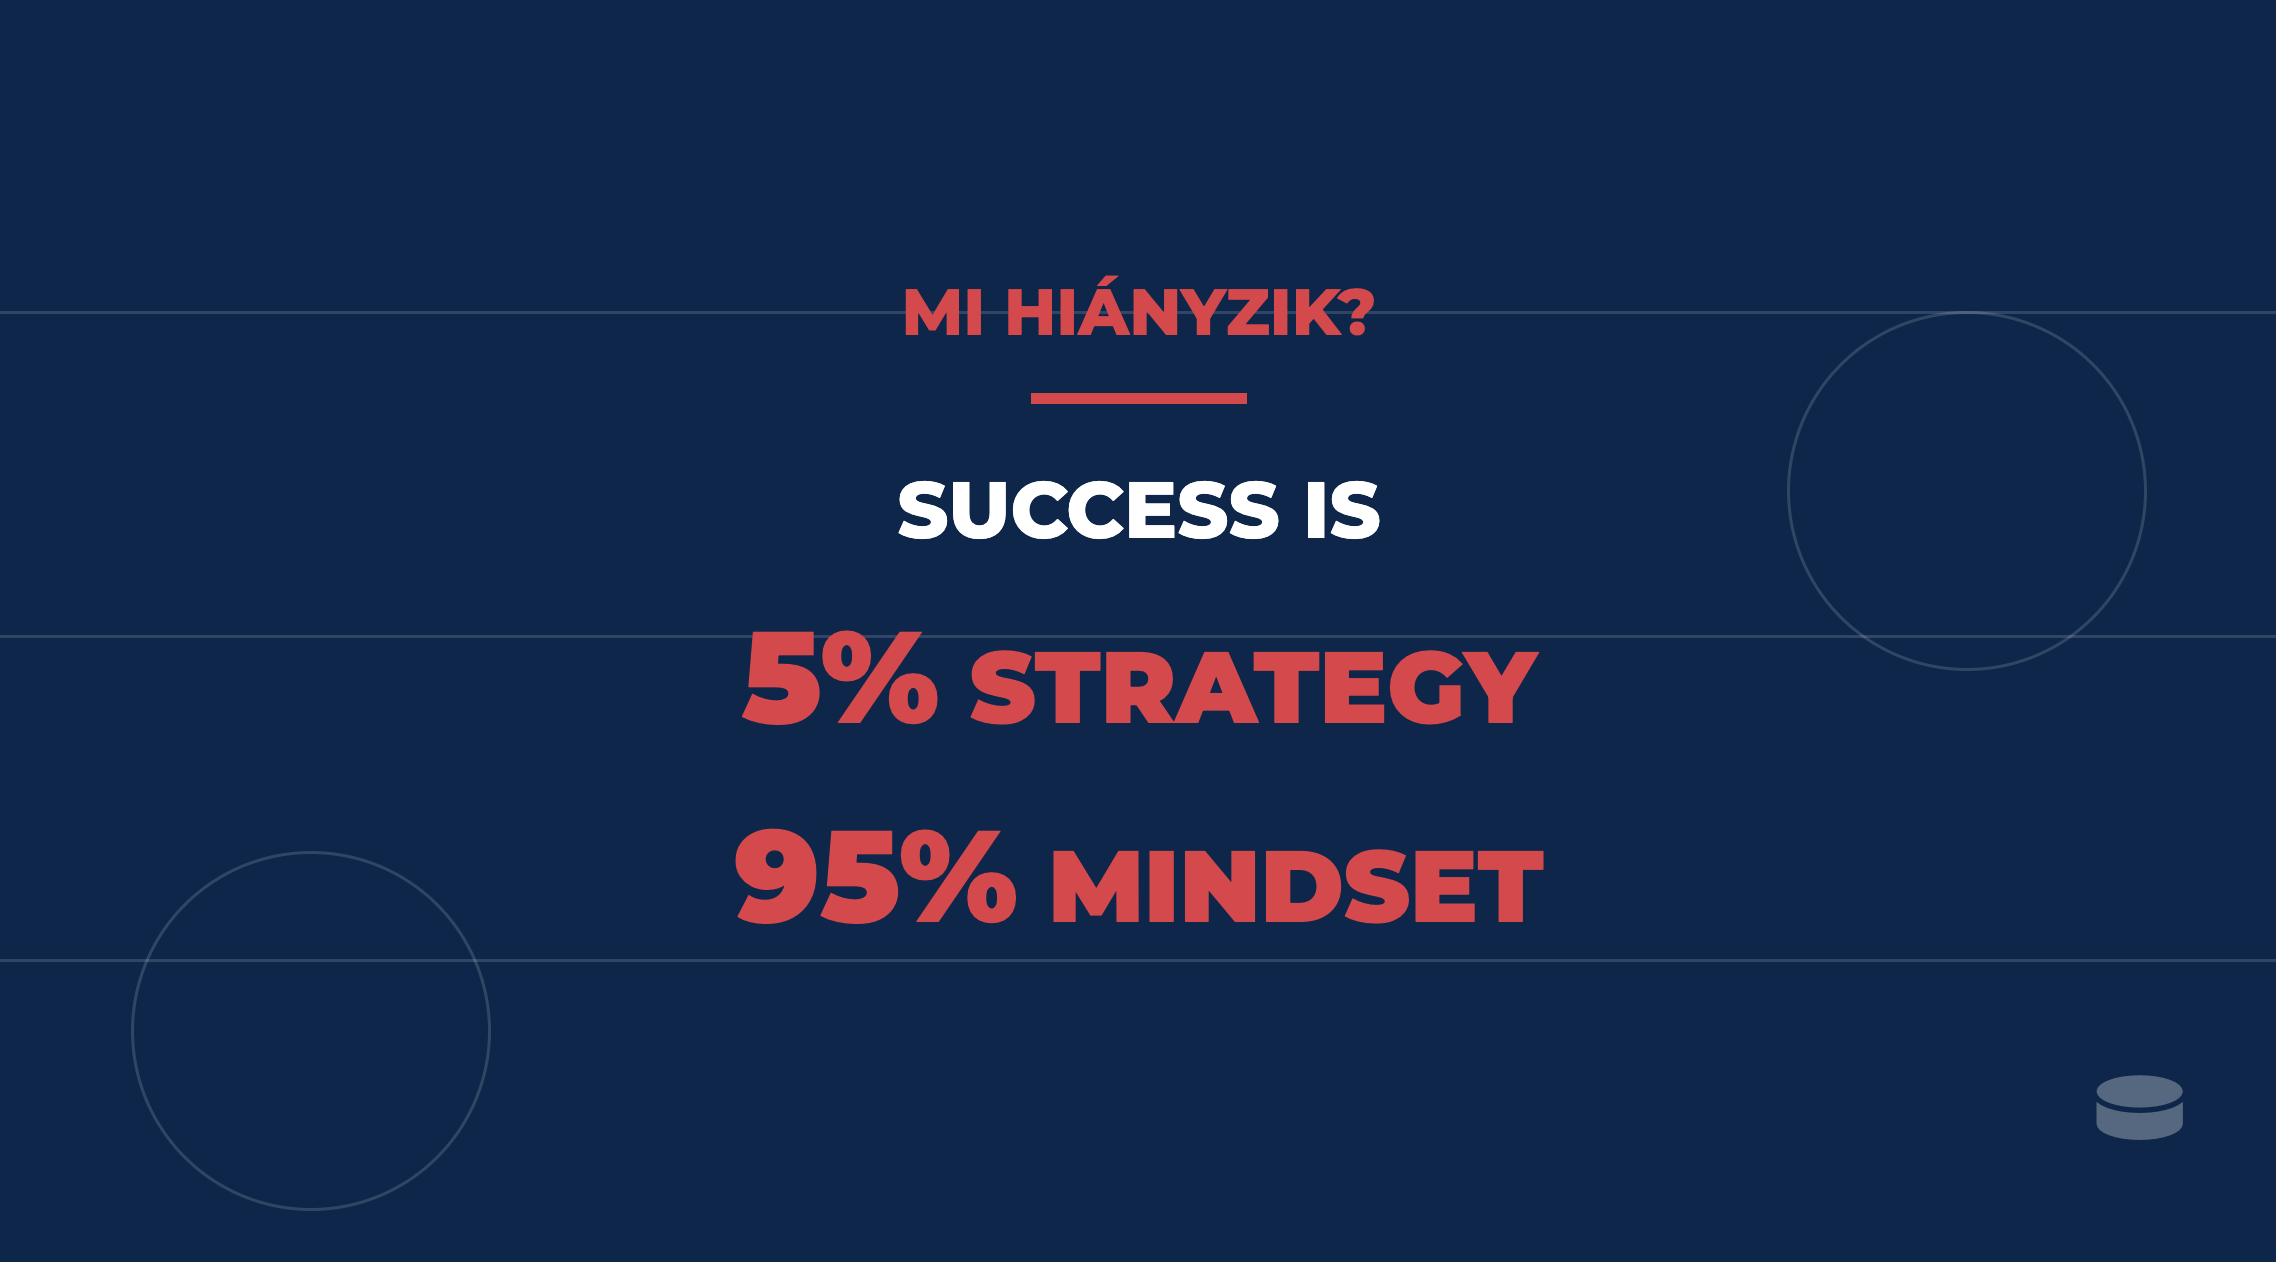 MI HIÁNYZIK?
SUCCESS IS
5% STRATEGY
95% MINDSET